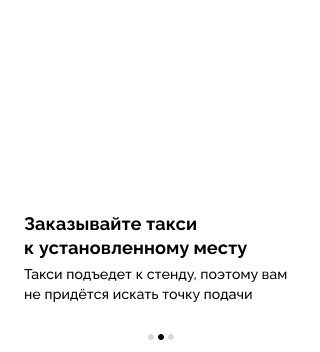 Заказывайте такси
к установленному месту
Такси подъедет к стенду, поэтому вам
не придётся искать точку подачи